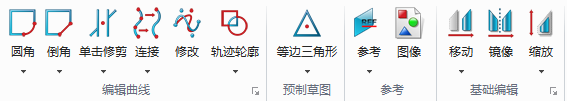 REF
圆角 倒角 单击修剪 连接 修改 轨迹轮廓 等边三角形 参考 图像 移动 镜像 缩放
编辑曲线 预制草图 参考 基础编辑